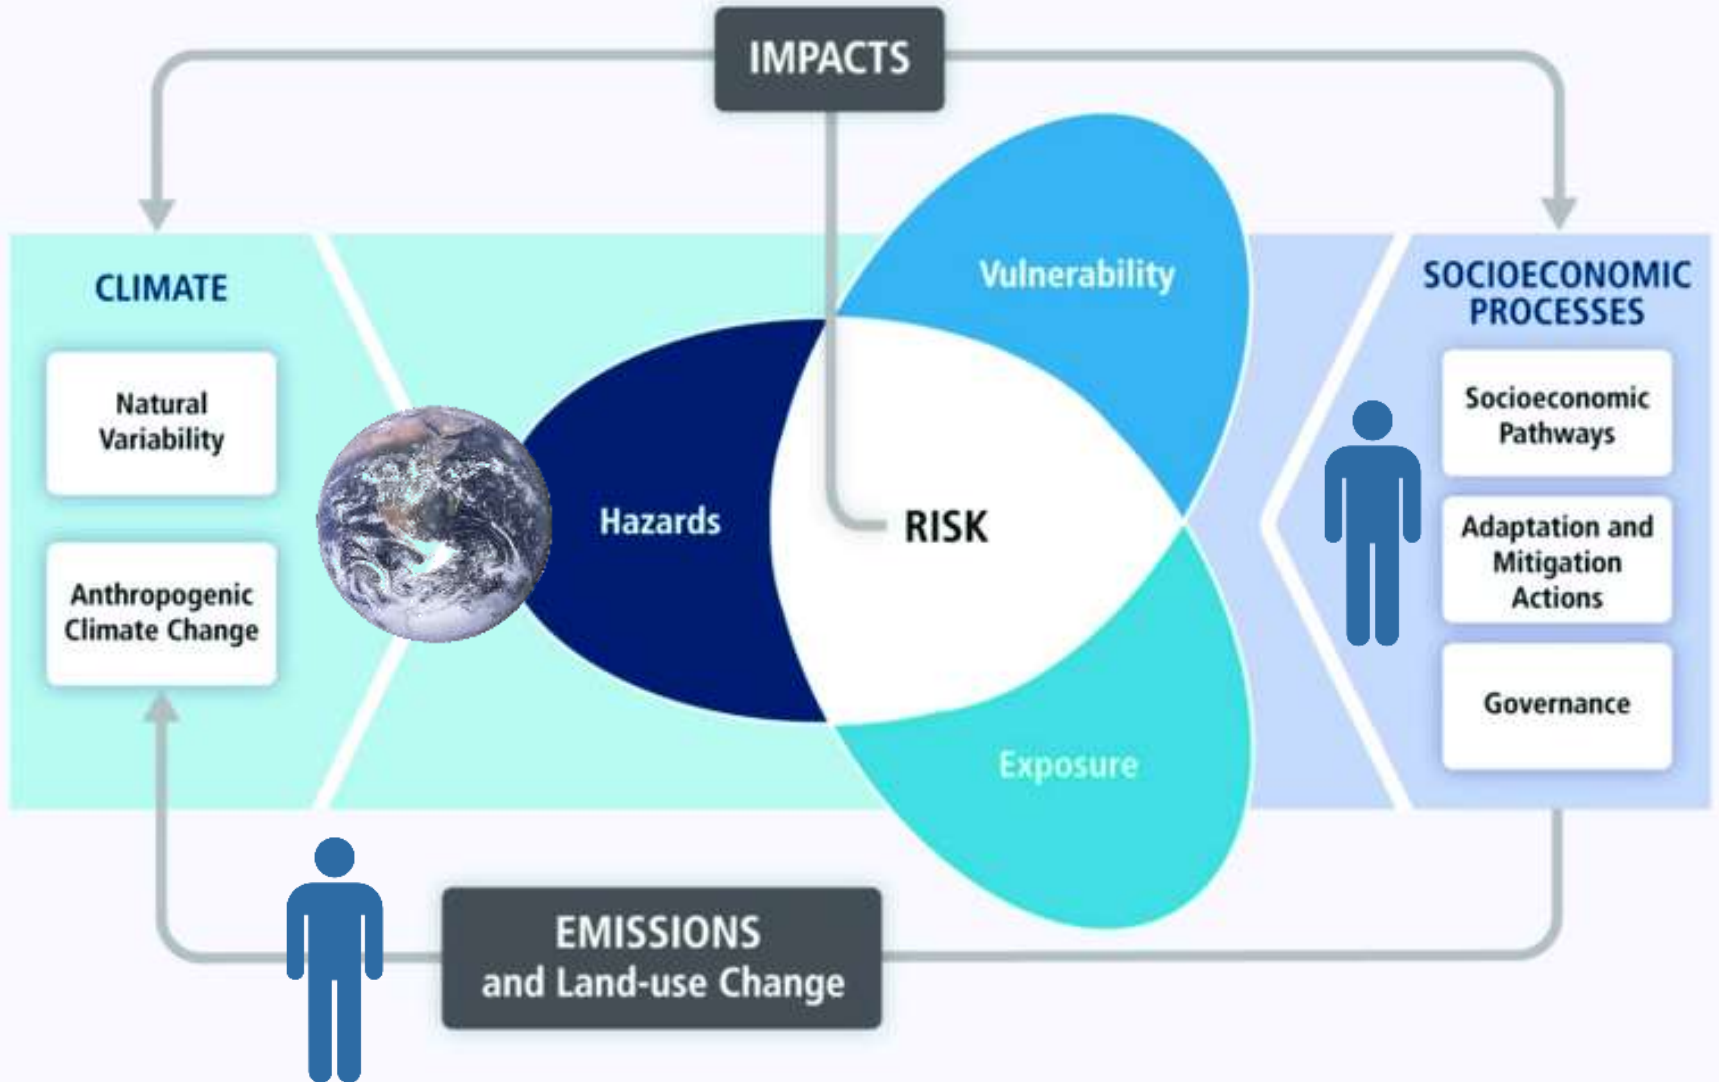 IMPACTS
CLIMATE
Natural
Variability
Anthropogenic
Climate Change
Vulnerability
Hazards
RISK
Exposure
SOCIOECONOMIC
PROCESSES
Socioeconomic
Pathways
Adaptation and
Mitigation
Actions
Governance
EMISSIONS
and Land-use Change